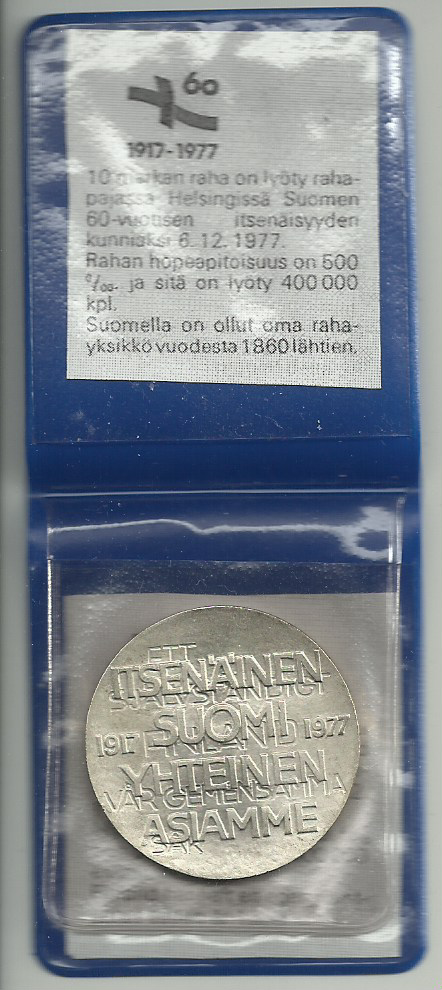 60
1917-1977
10 markan raha on lyöty raha-
pajassa Helsingissä Suomen
60-vuotisen itsenäisyyden
kunniaksi 6. 12. 1977.
Rahan hopeapitoisuus on 500
⁰/₀₀. ja sitä on lyöty 400 000
kpl.
Suomella on ollut oma raha-
yksikkö vuodesta 1860 lähtien.
ETT
ITSENÄINEN
SJÄLVSTÄNDIGT
SUOMI
1917 FINLAND 1977
YHTEINEN
VÅR GEMENSAMMA
ASIAMME
SAK